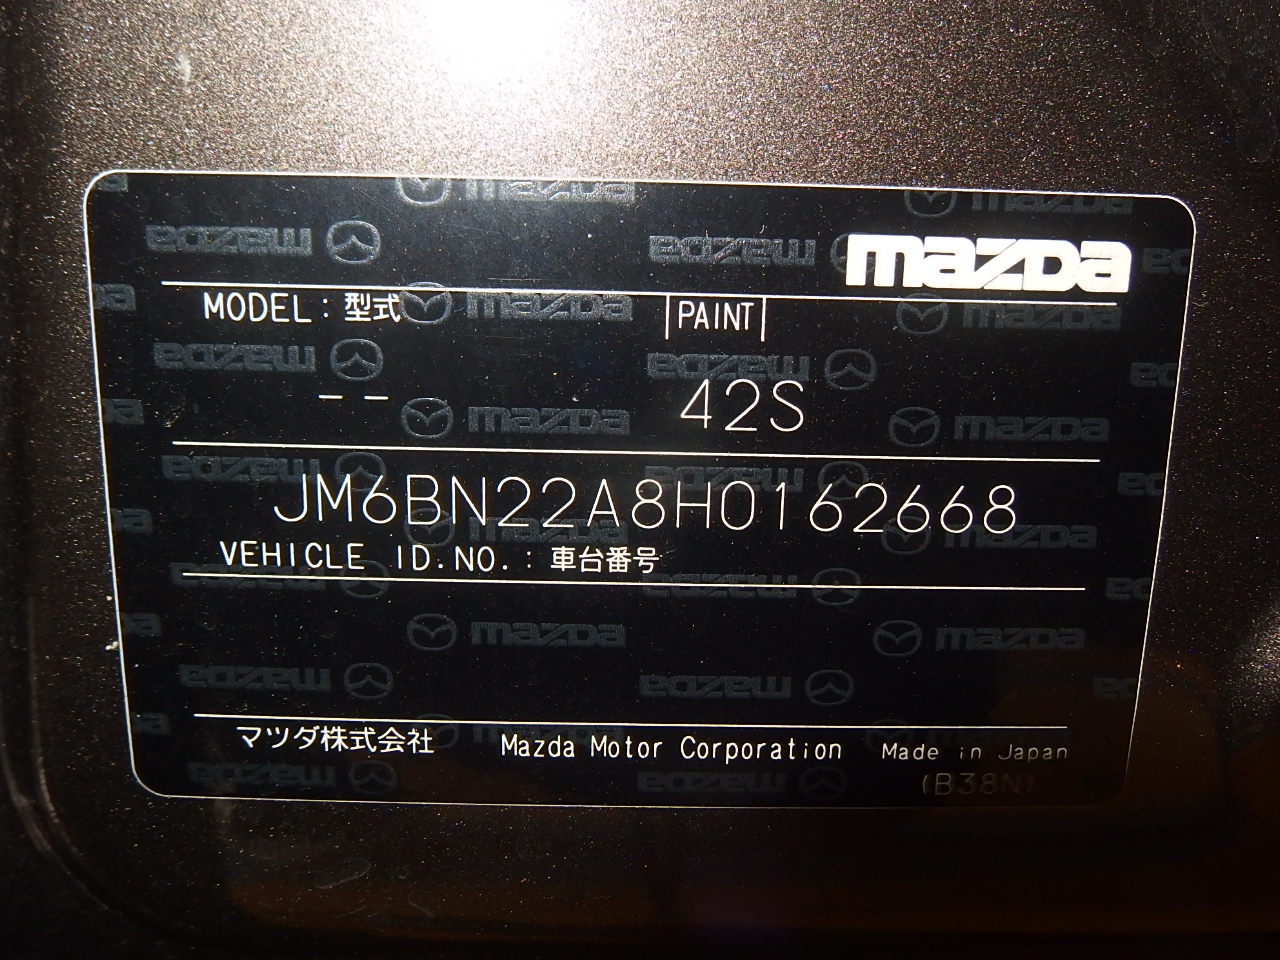 mazda
MODEL : 型式
PAINT
--
42S
JM6BN22A8H0162668
VEHICLE ID.NO. : 車台番号
マツダ株式会社 Mazda Motor Corporation Made in Japan
(B38N)